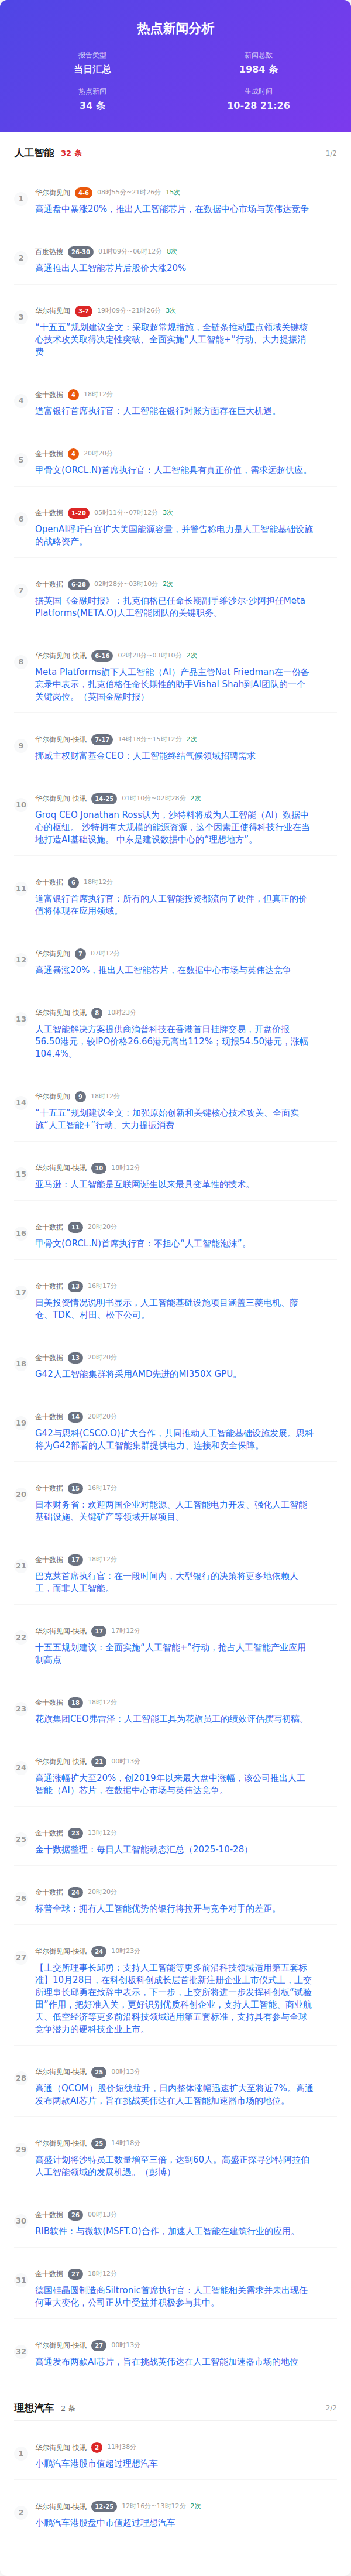 热点新闻分析
报告类型
当日汇总
新闻总数
1984 条
热点新闻
34 条
生成时间
10-28 21:26
人工智能 32 条 1/2
1
华尔街见闻 4-6 08时55分~21时26分 15次
高通盘中暴涨20%，推出人工智能芯片，在数据中心市场与英伟达竞争
2
百度热搜 26-30 01时09分~06时12分 8次
高通推出人工智能芯片后股价大涨20%
3
华尔街见闻 3-7 19时09分~21时26分 3次
“十五五”规划建议全文：采取超常规措施，全链条推动重点领域关键核
心技术攻关取得决定性突破、全面实施“人工智能+”行动、大力提振消
费
4
金十数据 4 18时12分
道富银行首席执行官：人工智能在银行对账方面存在巨大机遇。
5
金十数据 4 20时20分
甲骨文(ORCL.N)首席执行官：人工智能具有真正价值，需求远超供应。
6
金十数据 1-20 05时11分~07时12分 3次
OpenAI呼吁白宫扩大美国能源容量，并警告称电力是人工智能基础设施
的战略资产。
7
金十数据 6-28 02时28分~03时10分 2次
据英国《金融时报》：扎克伯格已任命长期副手维沙尔·沙阿担任Meta
Platforms(META.O)人工智能团队的关键职务。
8
华尔街见闻-快讯 6-16 02时28分~03时10分 2次
Meta Platforms旗下人工智能（AI）产品主管Nat Friedman在一份备
忘录中表示，扎克伯格任命长期性的助手Vishal Shah到AI团队的一个
关键岗位。（英国金融时报）
9
华尔街见闻-快讯 7-17 14时18分~15时12分 2次
挪威主权财富基金CEO：人工智能终结气候领域招聘需求
10
华尔街见闻-快讯 14-25 01时10分~02时28分 2次
Groq CEO Jonathan Ross认为，沙特料将成为人工智能（AI）数据中
心的枢纽。 沙特拥有大规模的能源资源，这个因素正使得科技行业在当
地打造AI基础设施。 中东是建设数据中心的“理想地方”。
11
金十数据 6 18时12分
道富银行首席执行官：所有的人工智能投资都流向了硬件，但真正的价
值将体现在应用领域。
12
华尔街见闻 7 07时12分
高通暴涨20%，推出人工智能芯片，在数据中心市场与英伟达竞争
13
华尔街见闻-快讯 8 10时23分
人工智能解决方案提供商滴普科技在香港首日挂牌交易，开盘价报
56.50港元，较IPO价格26.66港元高出112%；现报54.50港元，涨幅
104.4%。
14
华尔街见闻 9 18时12分
“十五五”规划建议全文：加强原始创新和关键核心技术攻关、全面实
施“人工智能+”行动、大力提振消费
15
华尔街见闻-快讯 10 18时12分
亚马逊：人工智能是互联网诞生以来最具变革性的技术。
16
金十数据 11 20时20分
甲骨文(ORCL.N)首席执行官：不担心“人工智能泡沫”。
17
金十数据 13 16时17分
日美投资情况说明书显示，人工智能基础设施项目涵盖三菱电机、藤
仓、TDK、村田、松下公司。
18
金十数据 13 20时20分
G42人工智能集群将采用AMD先进的MI350X GPU。
19
金十数据 14 20时20分
G42与思科(CSCO.O)扩大合作，共同推动人工智能基础设施发展。思科
将为G42部署的人工智能集群提供电力、连接和安全保障。
20
金十数据 15 16时17分
日本财务省：欢迎两国企业对能源、人工智能电力开发、强化人工智能
基础设施、关键矿产等领域开展项目。
21
金十数据 17 18时12分
巴克莱首席执行官：在一段时间内，大型银行的决策将更多地依赖人
工，而非人工智能。
22
华尔街见闻-快讯 17 17时12分
十五五规划建议：全面实施“人工智能+”行动，抢占人工智能产业应用
制高点
23
金十数据 18 18时12分
花旗集团CEO弗雷泽：人工智能工具为花旗员工的绩效评估撰写初稿。
24
华尔街见闻-快讯 21 00时13分
高通涨幅扩大至20%，创2019年以来最大盘中涨幅，该公司推出人工
智能（AI）芯片，在数据中心市场与英伟达竞争。
25
金十数据 23 13时12分
金十数据整理：每日人工智能动态汇总（2025-10-28）
26
金十数据 24 20时20分
标普全球：拥有人工智能优势的银行将拉开与竞争对手的差距。
27
华尔街见闻-快讯 24 10时23分
【上交所理事长邱勇：支持人工智能等更多前沿科技领域适用第五套标
准】10月28日，在科创板科创成长层首批新注册企业上市仪式上，上交
所理事长邱勇在致辞中表示，下一步，上交所将进一步发挥科创板“试验
田”作用，把好准入关，更好识别优质科创企业，支持人工智能、商业航
天、低空经济等更多前沿科技领域适用第五套标准，支持具有参与全球
竞争潜力的硬科技企业上市。
28
华尔街见闻-快讯 25 00时13分
高通（QCOM）股价短线拉升，日内整体涨幅迅速扩大至将近7%。高通
发布两款AI芯片，旨在挑战英伟达在人工智能加速器市场的地位。
29
华尔街见闻-快讯 25 14时18分
高盛计划将沙特员工数量增至三倍，达到60人。高盛正探寻沙特阿拉伯
人工智能领域的发展机遇。（彭博）
30
金十数据 26 00时13分
RIB软件：与微软(MSFT.O)合作，加速人工智能在建筑行业的应用。
31
金十数据 27 18时12分
德国硅晶圆制造商Siltronic首席执行官：人工智能相关需求并未出现任
何重大变化，公司正从中受益并积极参与其中。
32
华尔街见闻-快讯 27 00时13分
高通发布两款AI芯片，旨在挑战英伟达在人工智能加速器市场的地位
理想汽车 2 条 2/2
1
华尔街见闻-快讯 2 11时38分
小鹏汽车港股市值超过理想汽车
2
华尔街见闻-快讯 12-25 12时16分~13时12分 2次
小鹏汽车港股盘中市值超过理想汽车